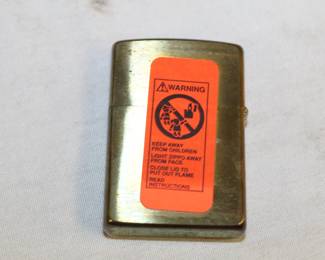 WARNING
KEEP AWAY
FROM CHILDREN
LIGHT ZIPPO AWAY
FROM FACE
CLOSE LID TO
PUT OUT FLAME
READ
INSTRUCTIONS